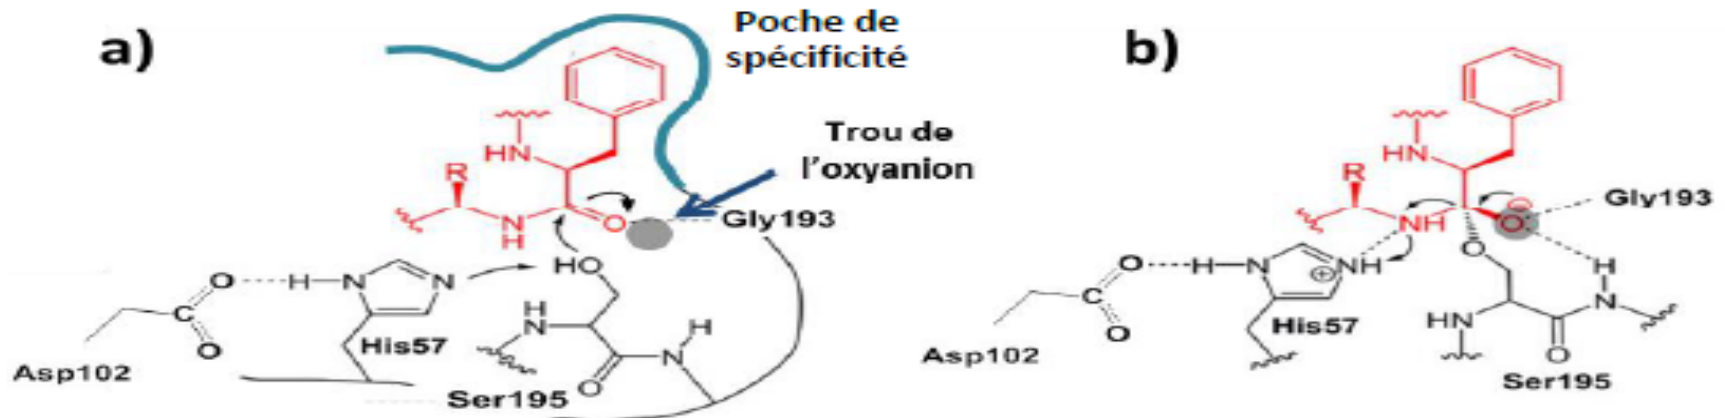 a)
Poche de
spécificité
Trou de
l'oxyanion
HN
R
N
H
O
Gly193
HO
O
H
N
N
C
O
His57
Asp102
H
N
H
N
O
Ser195
b)
HN
R
Gly193
NH
O
O
O
H
N
NH
H
C
O
His57
HN
N
Asp102
O
Ser195